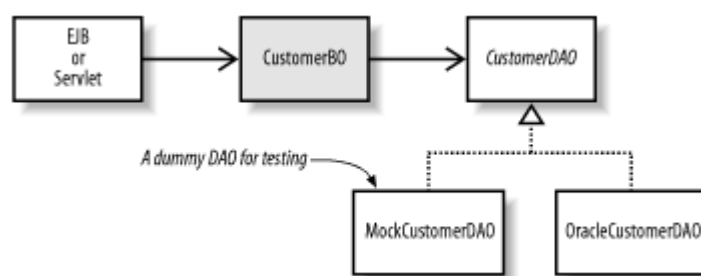 EJB
or
Servlet
CustomerBO
CustomerDAO
A dummy DAO for testing
MockCustomerDAO
OracleCustomerDAO